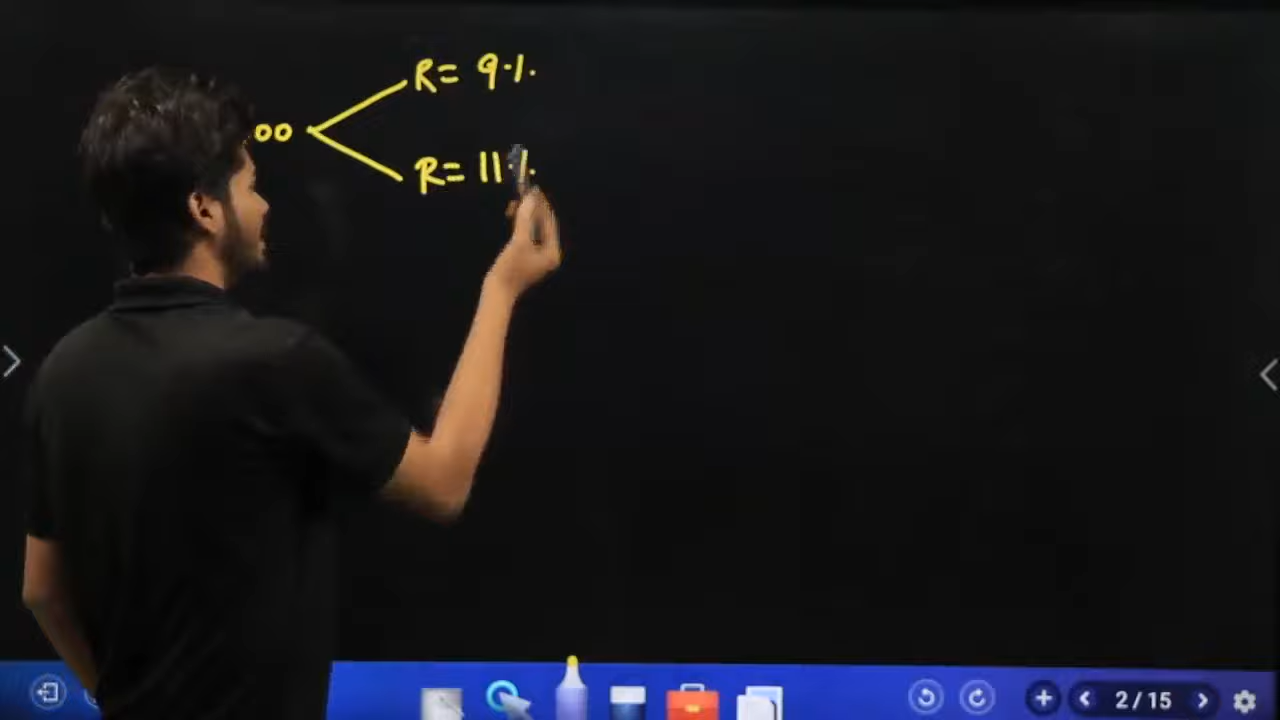 R= 9%
00
R= 11%
2/15